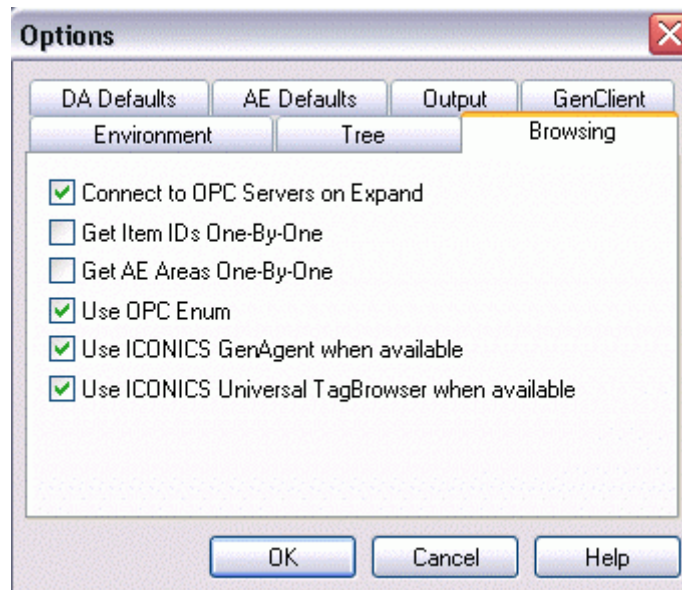 Options
DA Defaults AE Defaults Output GenClient
Environment Tree Browsing
Connect to OPC Servers on Expand
Get Item IDs One-By-One
Get AE Areas One-By-One
Use OPC Enum
Use ICONICS GenAgent when available
Use ICONICS Universal TagBrowser when available
OK Cancel Help